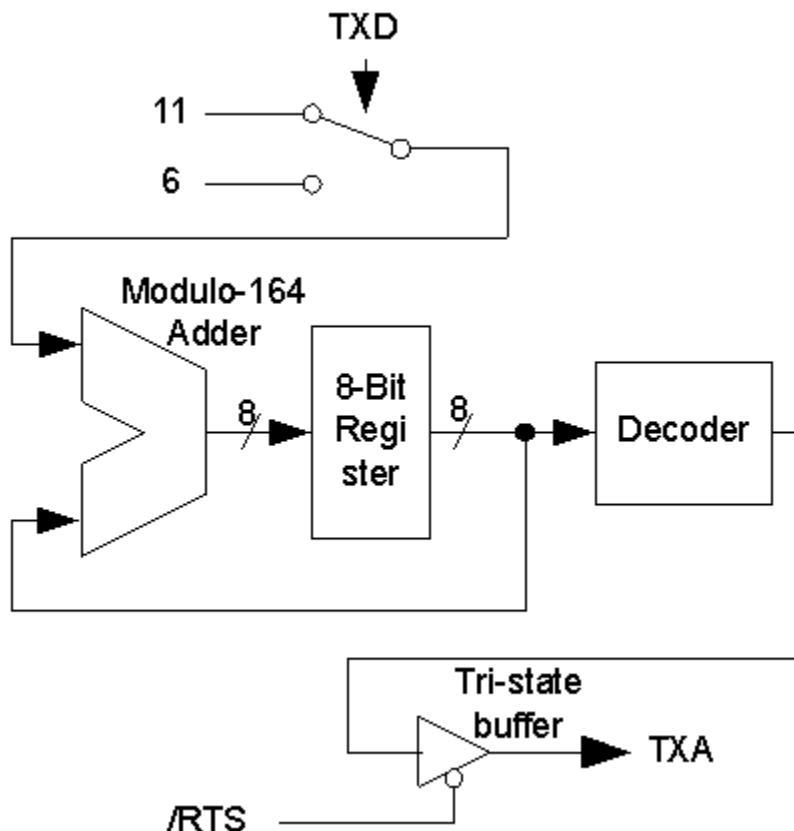 TXD
11
6
Modulo-164
Adder
8
8-Bit
Regi
ster
8
Decoder
Tri-state
buffer
TXA
/RTS